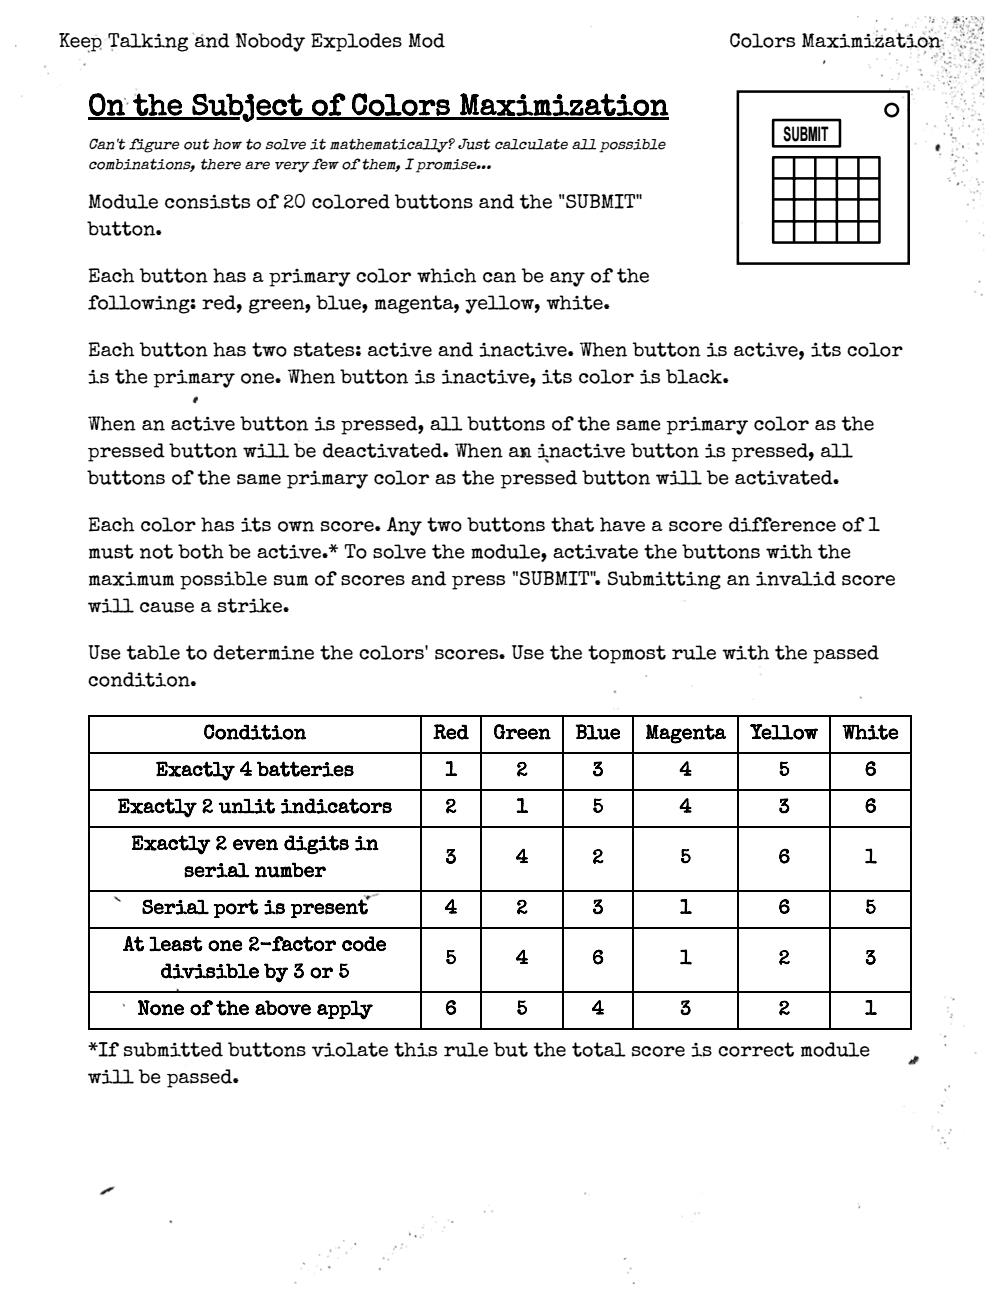 Keep Talking and Nobody Explodes Mod
Colors Maximization
On the Subject of Colors Maximization
Can't figure out how to solve it mathematically? Just calculate all possible
combinations, there are very few of them, I promise...
SUBMIT
Module consists of 20 colored buttons and the "SUBMIT"
button.
Each button has a primary color which can be any of the
following: red, green, blue, magenta, yellow, white.
Each button has two states: active and inactive. When button is active, its color
is the primary one. When button is inactive, its color is black.
When an active button is pressed, all buttons of the same primary color as the
pressed button will be deactivated. When an inactive button is pressed, all
buttons of the same primary color as the pressed button will be activated.
Each color has its own score. Any two buttons that have a score difference of 1
must not both be active.* To solve the module, activate the buttons with the
maximum possible sum of scores and press "SUBMIT". Submitting an invalid score
will cause a strike.
Use table to determine the colors' scores. Use the topmost rule with the passed
condition.
Condition Red Green Blue Magenta Yellow White
Exactly 4 batteries 1 2 3 4 5 6
Exactly 2 unlit indicators 2 1 5 4 3 6
Exactly 2 even digits in
serial number 3 4 2 5 6 1
Serial port is present 4 2 3 1 6 5
At least one 2-factor code
divisible by 3 or 5 5 4 6 1 2 3
None of the above apply 6 5 4 3 2 1
*If submitted buttons violate this rule but the total score is correct module
will be passed.